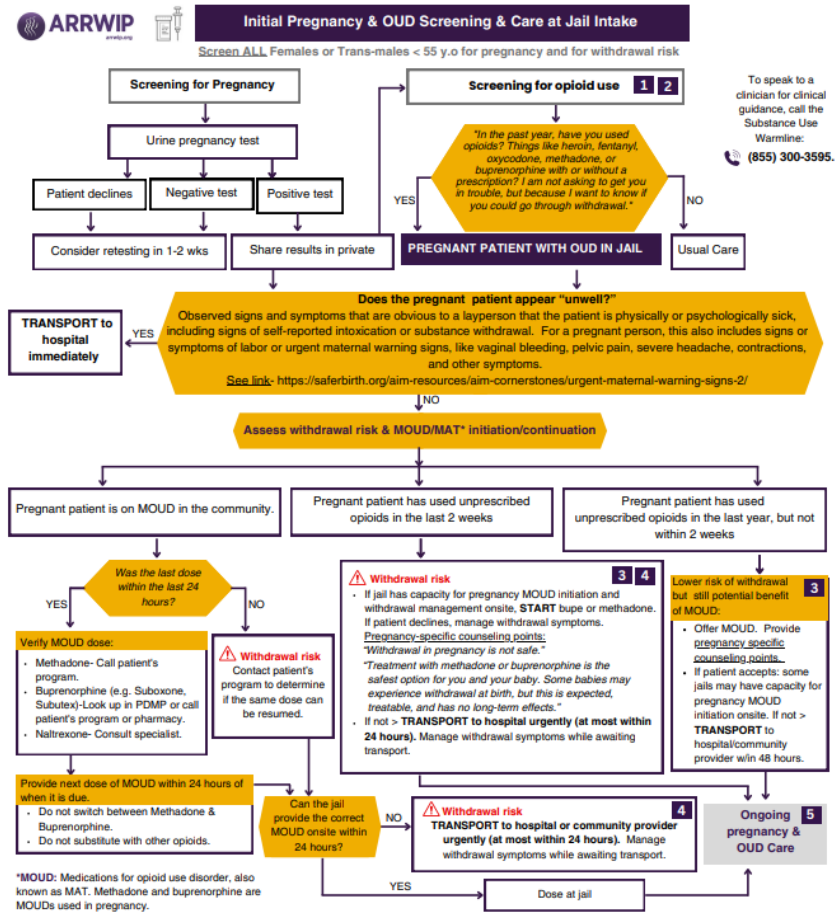 ARRWIP
arrwip.org
Initial Pregnancy & OUD Screening & Care at Jail Intake
Screen ALL Females or Trans-males < 55 y.o for pregnancy and for withdrawal risk
Screening for Pregnancy
Screening for opioid use 1 2
To speak to a
clinician for clinical
guidance, call the
Substance Use
Warmline:
(855) 300-3595.
Urine pregnancy test
"In the past year, have you used
opioids? Things like heroin, fentanyl,
oxycodone, methadone, or
buprenorphine with or without a
prescription? I am not asking to get you
in trouble, but because I want to know if
you could go through withdrawal."
Patient declines
Negative test
Positive test
YES
NO
Consider retesting in 1-2 wks
Share results in private
PREGNANT PATIENT WITH OUD IN JAIL
Usual Care
Does the pregnant patient appear "unwell?"
Observed signs and symptoms that are obvious to a layperson that the patient is physically or psychologically sick,
including signs of self-reported intoxication or substance withdrawal. For a pregnant person, this also includes signs or
symptoms of labor or urgent maternal warning signs, like vaginal bleeding, pelvic pain, severe headache, contractions,
and other symptoms.
See link- https://saferbirth.org/aim-resources/aim-cornerstones/urgent-maternal-warning-signs-2/
YES
TRANSPORT to
hospital
immediately
NO
Assess withdrawal risk & MOUD/MAT* initiation/continuation
Pregnant patient is on MOUD in the community.
Pregnant patient has used unprescribed
opioids in the last 2 weeks
Pregnant patient has used
unprescribed opioids in the last year, but not
within 2 weeks
Was the last dose
within the last 24
hours?
YES
NO
Verify MOUD dose:
• Methadone- Call patient's
program.
• Buprenorphine (e.g. Suboxone,
Subutex)-Look up in PDMP or call
patient's program or pharmacy.
• Naltrexone- Consult specialist.
Withdrawal risk
Contact patient's
program to determine
if the same dose can
be resumed.
Withdrawal risk 3 4
• If jail has capacity for pregnancy MOUD initiation and
withdrawal management onsite, START bupe or methadone.
If patient declines, manage withdrawal symptoms.
Pregnancy-specific counseling points:
"Withdrawal in pregnancy is not safe."
"Treatment with methadone or buprenorphine is the
safest option for you and your baby. Some babies may
experience withdrawal at birth, but this is expected,
treatable, and has no long-term effects."
• If not > TRANSPORT to hospital urgently (at most within
24 hours). Manage withdrawal symptoms while awaiting
transport.
Lower risk of withdrawal
but still potential benefit
of MOUD:
3
• Offer MOUD. Provide
pregnancy specific
counseling points.
• If patient accepts: some
jails may have capacity for
pregnancy MOUD
initiation onsite. If not >
TRANSPORT to
hospital/community
provider w/in 48 hours.
Provide next dose of MOUD within 24 hours of
when it is due.
• Do not switch between Methadone &
Buprenorphine.
• Do not substitute with other opioids.
Can the jail
provide the correct
MOUD onsite within
24 hours?
NO
Withdrawal risk 4
TRANSPORT to hospital or community provider
urgently (at most within 24 hours). Manage
withdrawal symptoms while awaiting transport.
Ongoing 5
pregnancy &
OUD Care
YES
Dose at jail
*MOUD: Medications for opioid use disorder, also
known as MAT. Methadone and buprenorphine are
MOUDs used in pregnancy.